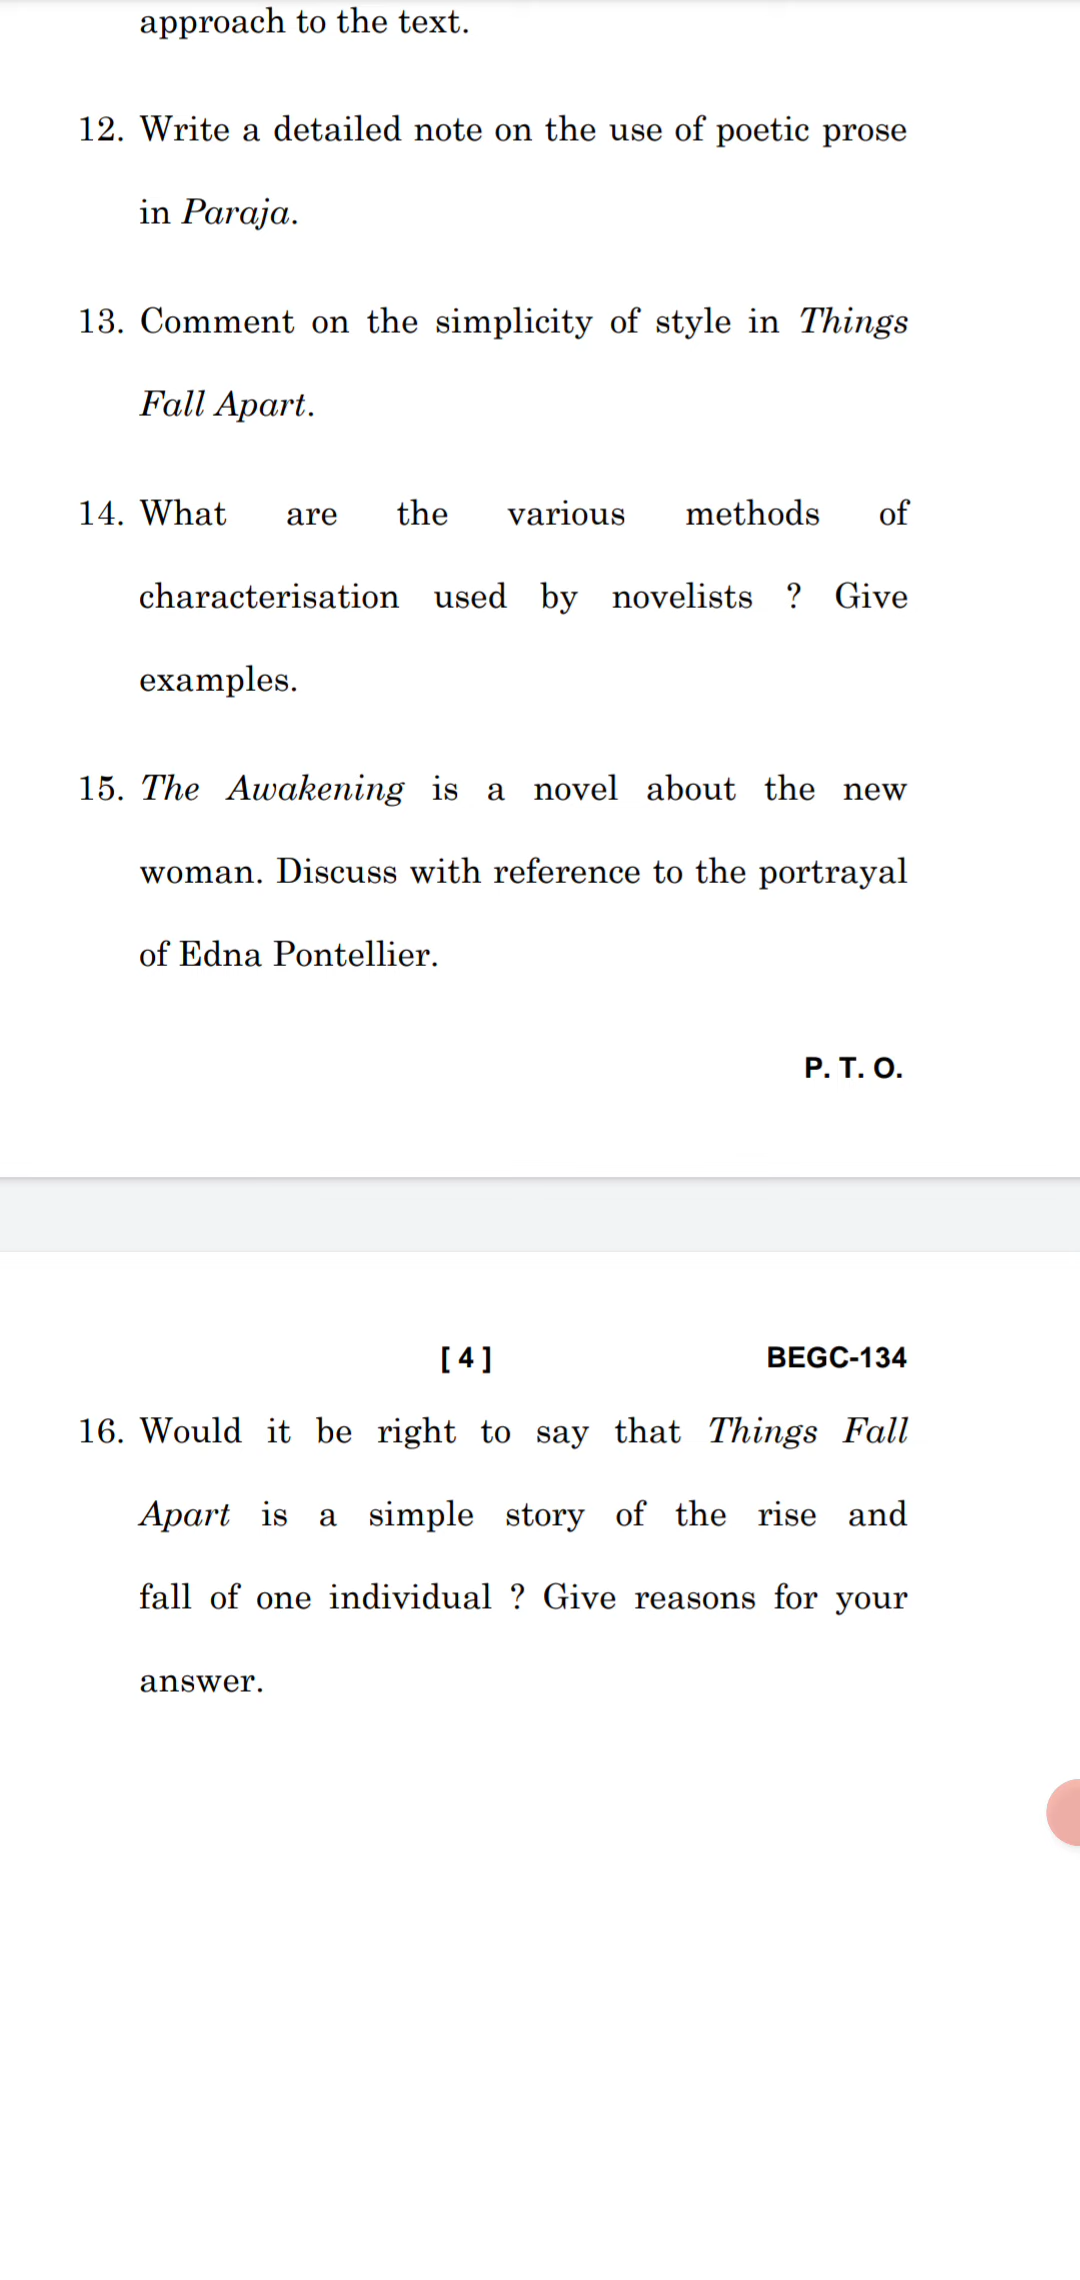 approach to the text.
12. Write a detailed note on the use of poetic prose
in Paraja.
13. Comment on the simplicity of style in Things
Fall Apart.
14. What are the various methods of
characterisation used by novelists ? Give
examples.
15. The Awakening is a novel about the new
woman. Discuss with reference to the portrayal
of Edna Pontellier.
P. T. O.
[ 4 ] BEGC-134
16. Would it be right to say that Things Fall
Apart is a simple story of the rise and
fall of one individual ? Give reasons for your
answer.